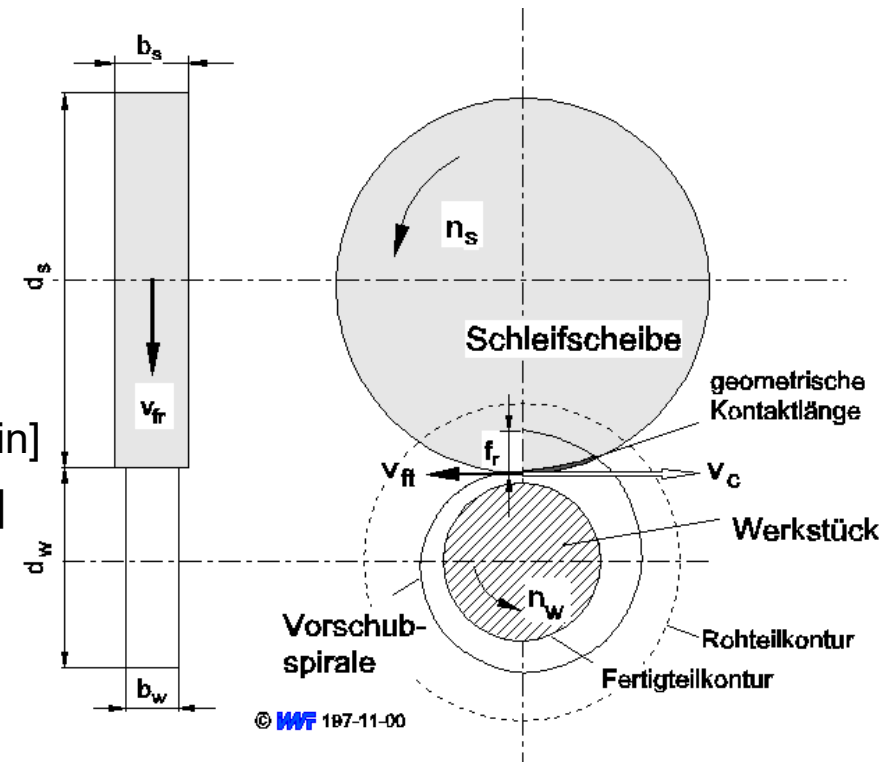 b_s
d_s
n_s
Schleifscheibe
v_fr
geometrische
Kontaktlänge
in]
f_r
v_ft
v_c
]
Werkstück
d_w
n_w
Vorschub-
spirale
Rohteilkontur
Fertigteilkontur
b_w
© IWF 197-11-00